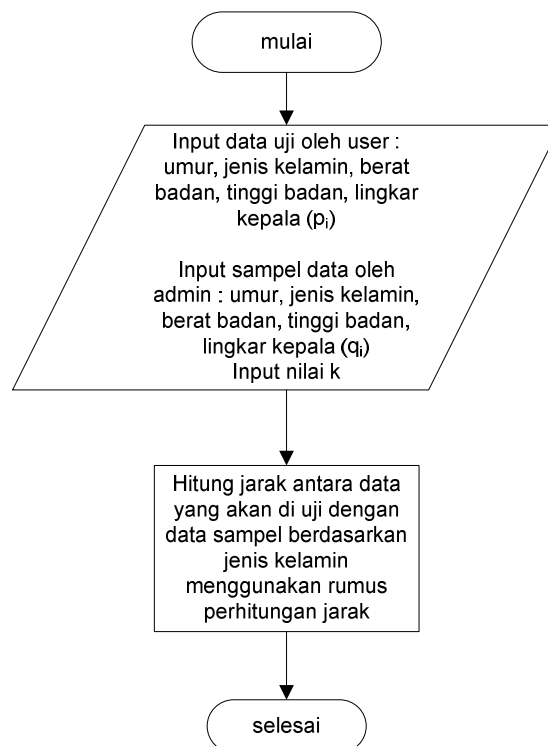 mulai
Input data uji oleh user :
umur, jenis kelamin, berat
badan, tinggi badan, lingkar
kepala (pᵢ)
Input sampel data oleh
admin : umur, jenis kelamin,
berat badan, tinggi badan,
lingkar kepala (qᵢ)
Input nilai k
Hitung jarak antara data
yang akan di uji dengan
data sampel berdasarkan
jenis kelamin
menggunakan rumus
perhitungan jarak
selesai